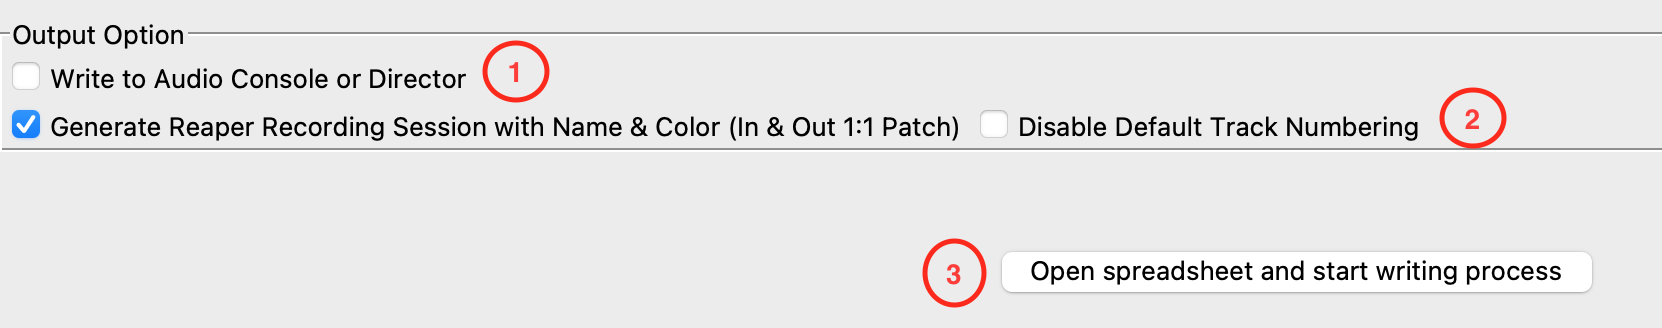 Output Option
Write to Audio Console or Director 1
Generate Reaper Recording Session with Name & Color (In & Out 1:1 Patch) Disable Default Track Numbering 2
3 Open spreadsheet and start writing process